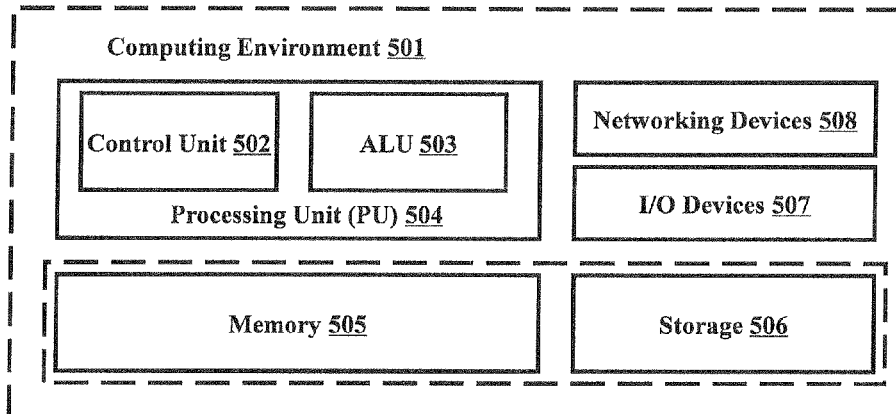 Computing Environment 501
Control Unit 502
ALU 503
Processing Unit (PU) 504
Networking Devices 508
I/O Devices 507
Memory 505
Storage 506